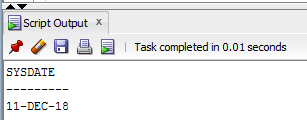 Script Output x
Task completed in 0.01 seconds
SYSDATE
---------
11-DEC-18